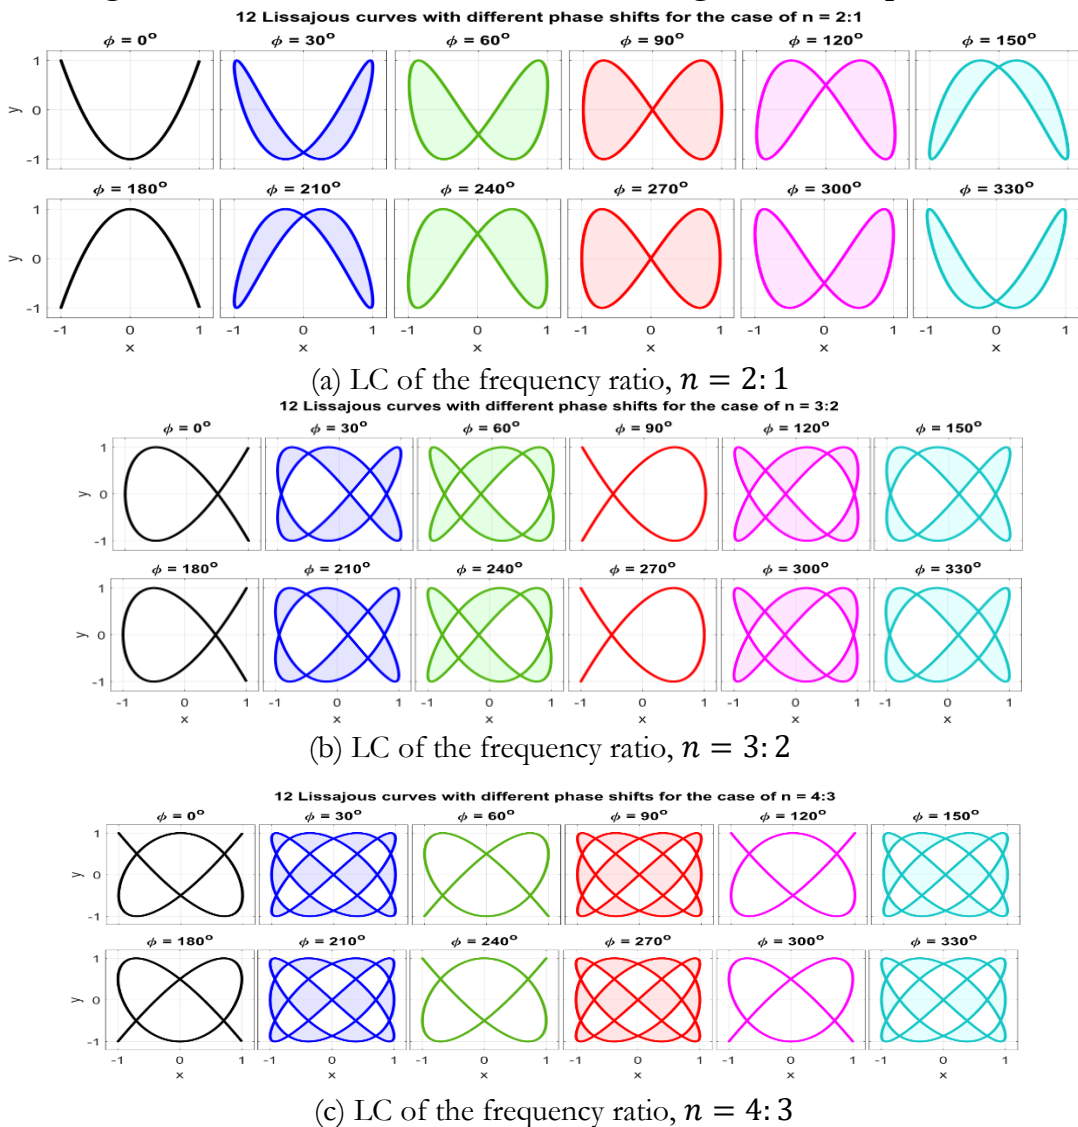 12 Lissajous curves with different phase shifts for the case of n = 2:1
ϕ = 0° ϕ = 30° ϕ = 60° ϕ = 90° ϕ = 120° ϕ = 150°
1
y 0
-1
ϕ = 180° ϕ = 210° ϕ = 240° ϕ = 270° ϕ = 300° ϕ = 330°
1
y 0
-1
-1 0 1 -1 0 1 -1 0 1 -1 0 1 -1 0 1 -1 0 1
x x x x x x
(a) LC of the frequency ratio, n = 2: 1
12 Lissajous curves with different phase shifts for the case of n = 3:2
ϕ = 0° ϕ = 30° ϕ = 60° ϕ = 90° ϕ = 120° ϕ = 150°
1
y 0
-1
ϕ = 180° ϕ = 210° ϕ = 240° ϕ = 270° ϕ = 300° ϕ = 330°
1
y 0
-1
-1 0 1 -1 0 1 -1 0 1 -1 0 1 -1 0 1 -1 0 1
x x x x x x
(b) LC of the frequency ratio, n = 3: 2
12 Lissajous curves with different phase shifts for the case of n = 4:3
ϕ = 0° ϕ = 30° ϕ = 60° ϕ = 90° ϕ = 120° ϕ = 150°
1
y 0
-1
ϕ = 180° ϕ = 210° ϕ = 240° ϕ = 270° ϕ = 300° ϕ = 330°
1
y 0
-1
-1 0 1 -1 0 1 -1 0 1 -1 0 1 -1 0 1 -1 0 1
x x x x x x
(c) LC of the frequency ratio, n = 4: 3